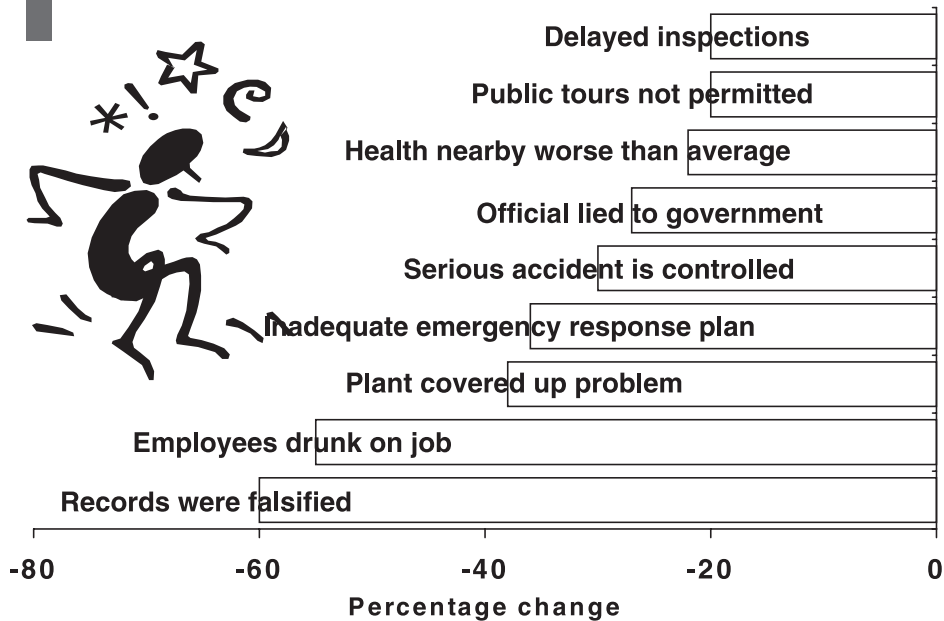 Delayed inspections
Public tours not permitted
Health nearby worse than average
Official lied to government
Serious accident is controlled
Inadequate emergency response plan
Plant covered up problem
Employees drunk on job
Records were falsified
-80 -60 -40 -20 0
Percentage change